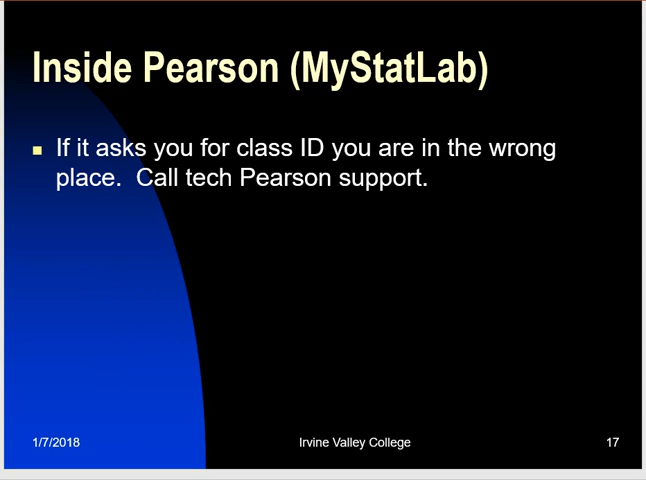 Inside Pearson (MyStatLab)
If it asks you for class ID you are in the wrong
place.  Call tech Pearson support.
1/7/2018
Irvine Valley College
17